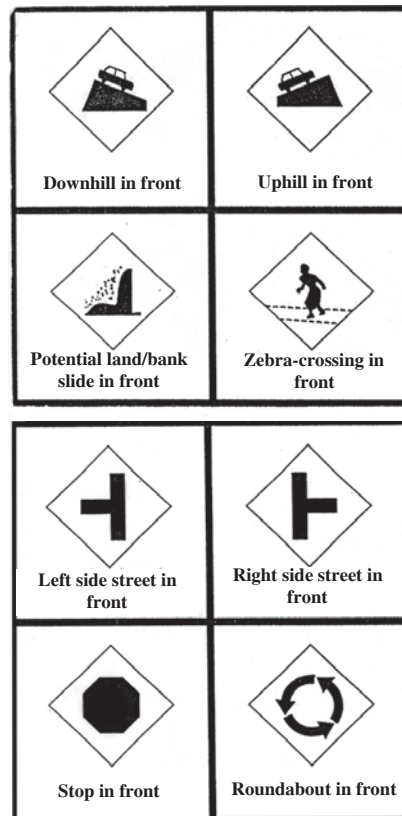 Downhill in front
Uphill in front
Potential land/bank
slide in front
Zebra-crossing in
front
Left side street in
front
Right side street in
front
Stop in front
Roundabout in front